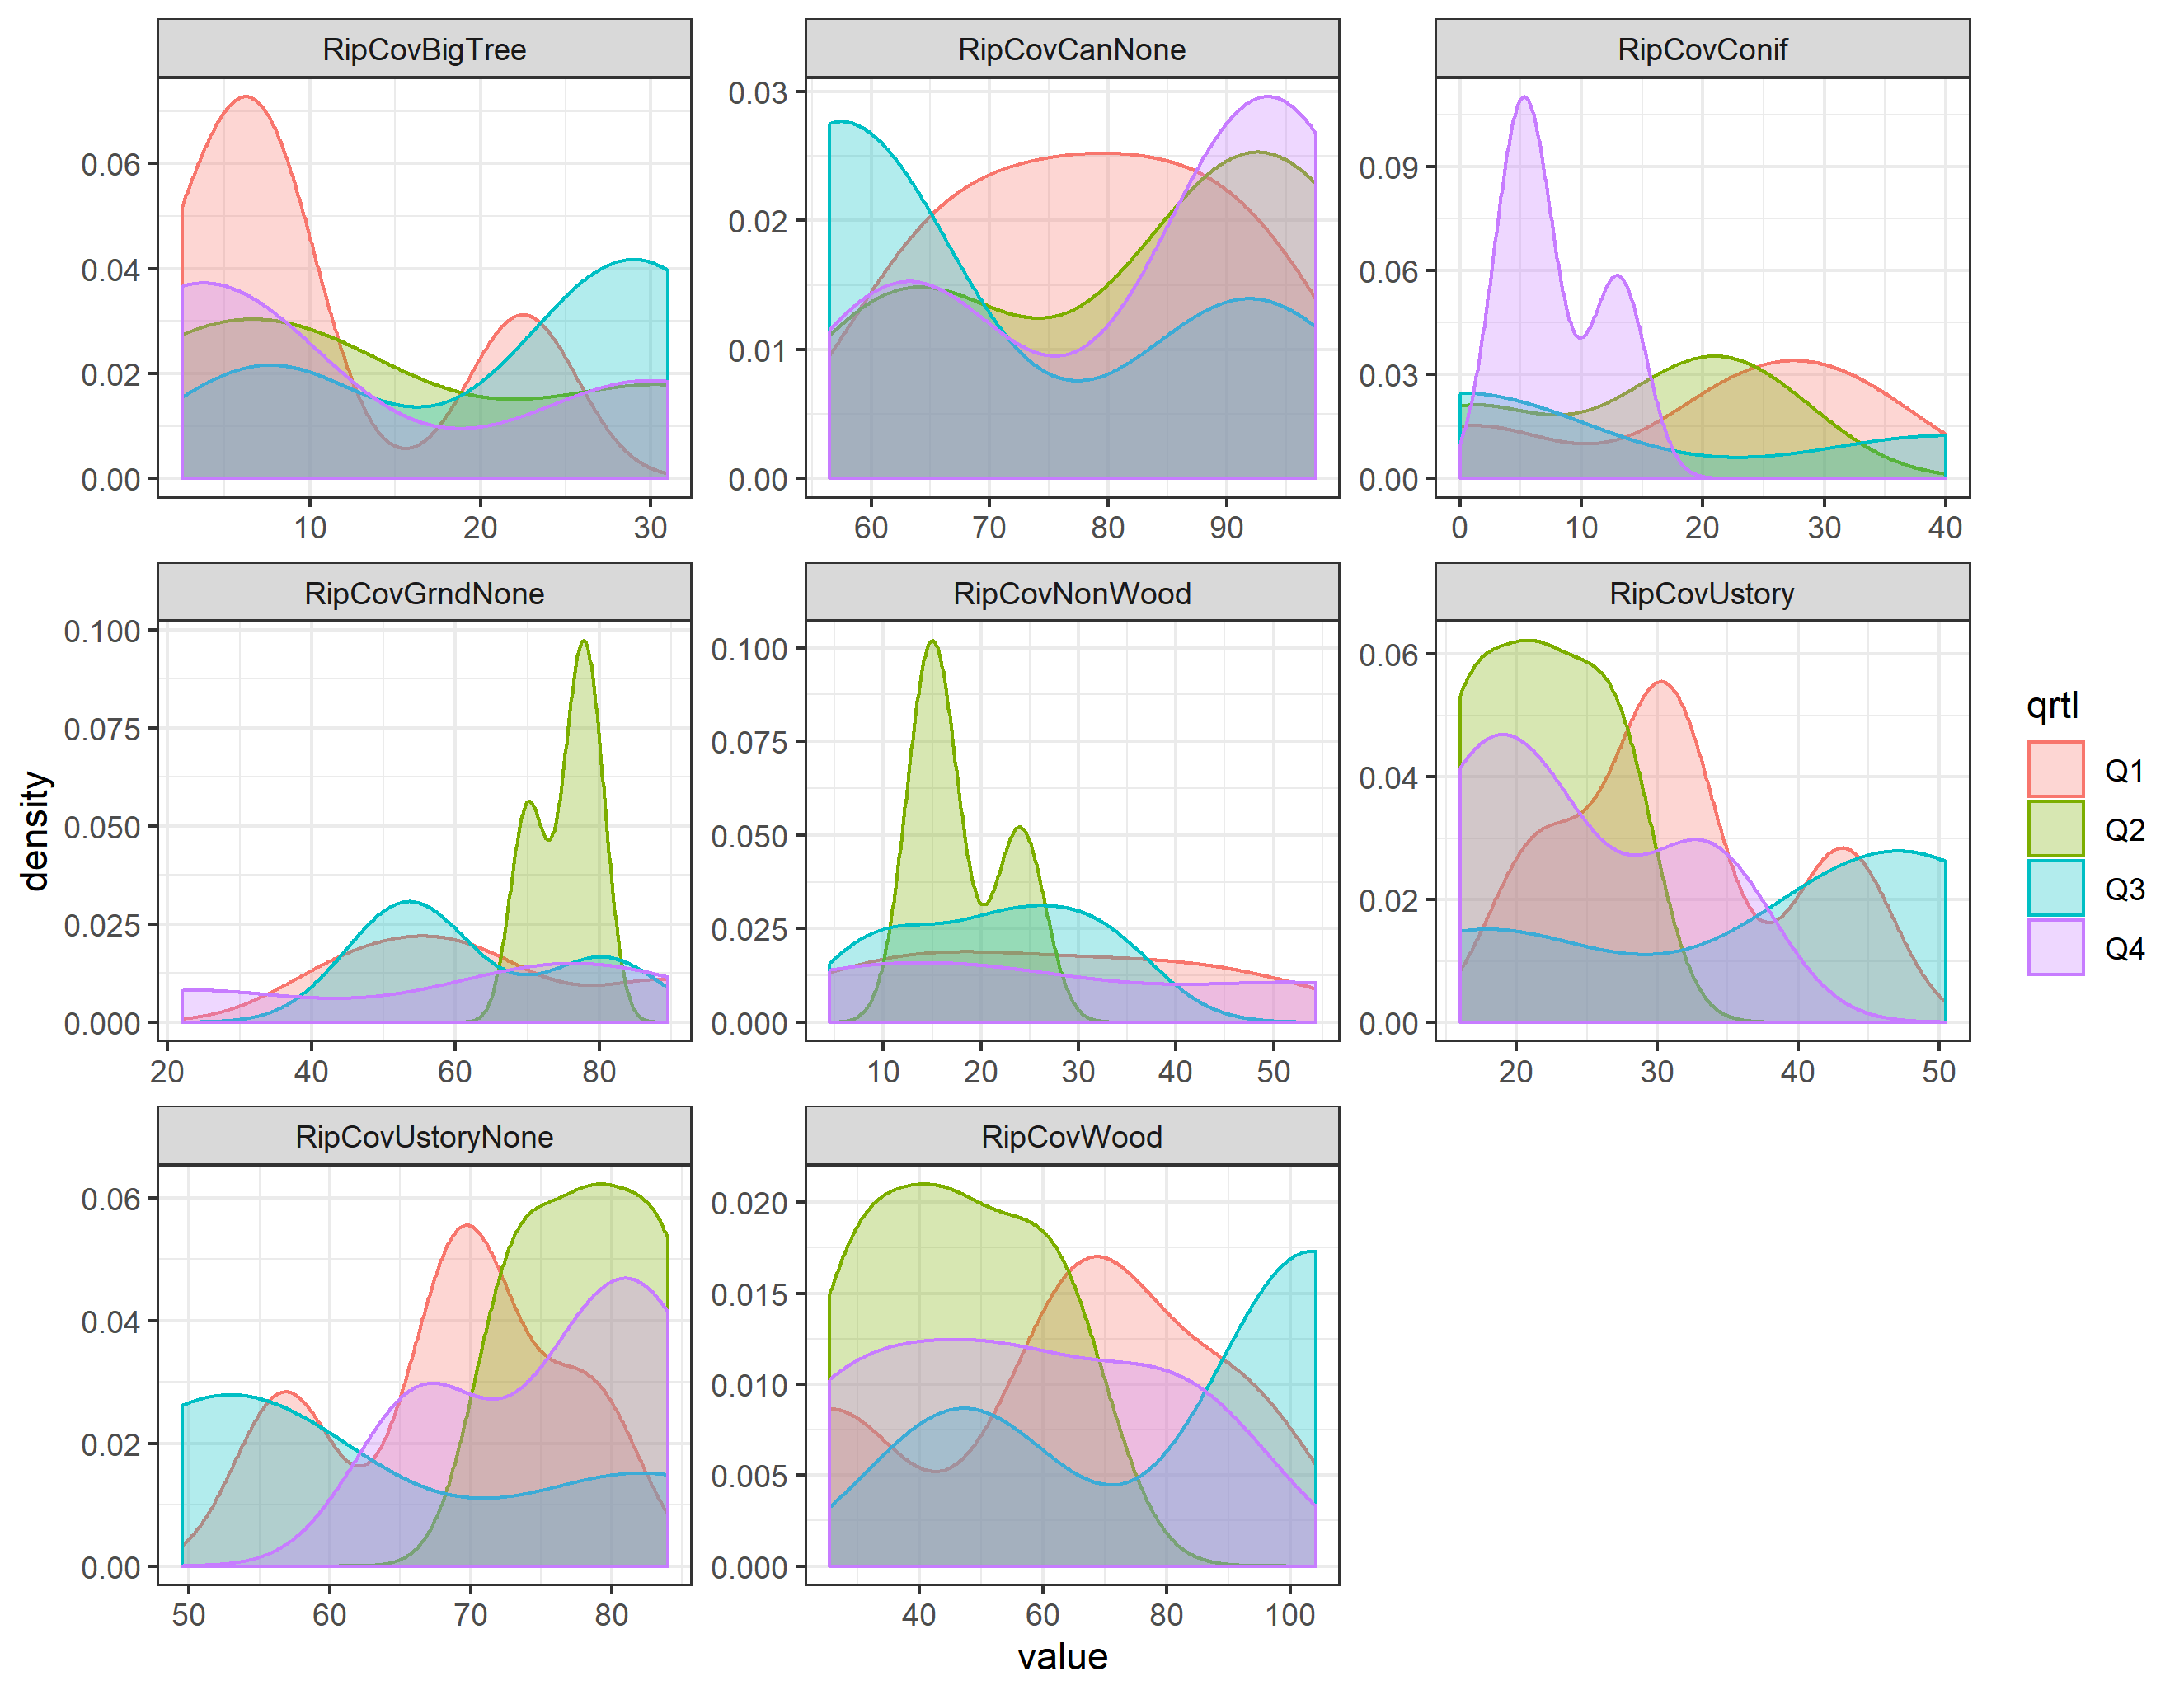 RipCovBigTree RipCovCanNone RipCovConif
0.06
0.04
0.02
0.00
10 20 30
0.03
0.02
0.01
0.00
60 70 80 90
0.09
0.06
0.03
0.00
0 10 20 30 40
RipCovGrndNone RipCovNonWood RipCovUstory
0.100
0.075
0.050
0.025
0.000
20 40 60 80
0.100
0.075
0.050
0.025
0.000
10 20 30 40 50
0.06
0.04
0.02
0.00
20 30 40 50
RipCovUstoryNone RipCovWood
0.06
0.04
0.02
0.00
50 60 70 80
0.020
0.015
0.010
0.005
0.000
40 60 80 100
density
value
qrtl
Q1
Q2
Q3
Q4